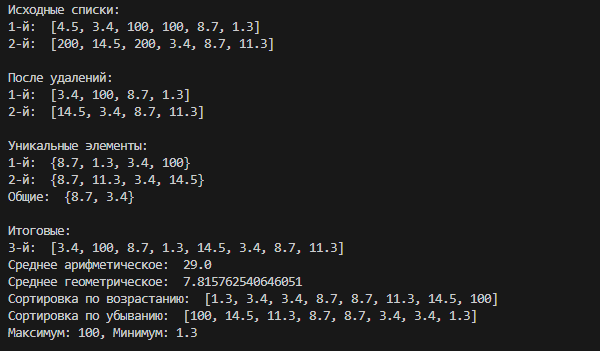 Исходные списки:
1-й:  [4.5, 3.4, 100, 100, 8.7, 1.3]
2-й:  [200, 14.5, 200, 3.4, 8.7, 11.3]

После удалений:
1-й:  [3.4, 100, 8.7, 1.3]
2-й:  [14.5, 3.4, 8.7, 11.3]

Уникальные элементы:
1-й:  {8.7, 1.3, 3.4, 100}
2-й:  {8.7, 11.3, 3.4, 14.5}
Общие:  {8.7, 3.4}

Итоговые:
3-й:  [3.4, 100, 8.7, 1.3, 14.5, 3.4, 8.7, 11.3]
Среднее арифметическое:  29.0
Среднее геометрическое:  7.815762540646051
Сортировка по возрастанию:  [1.3, 3.4, 3.4, 8.7, 8.7, 11.3, 14.5, 100]
Сортировка по убыванию:  [100, 14.5, 11.3, 8.7, 8.7, 3.4, 3.4, 1.3]
Максимум: 100, Минимум: 1.3